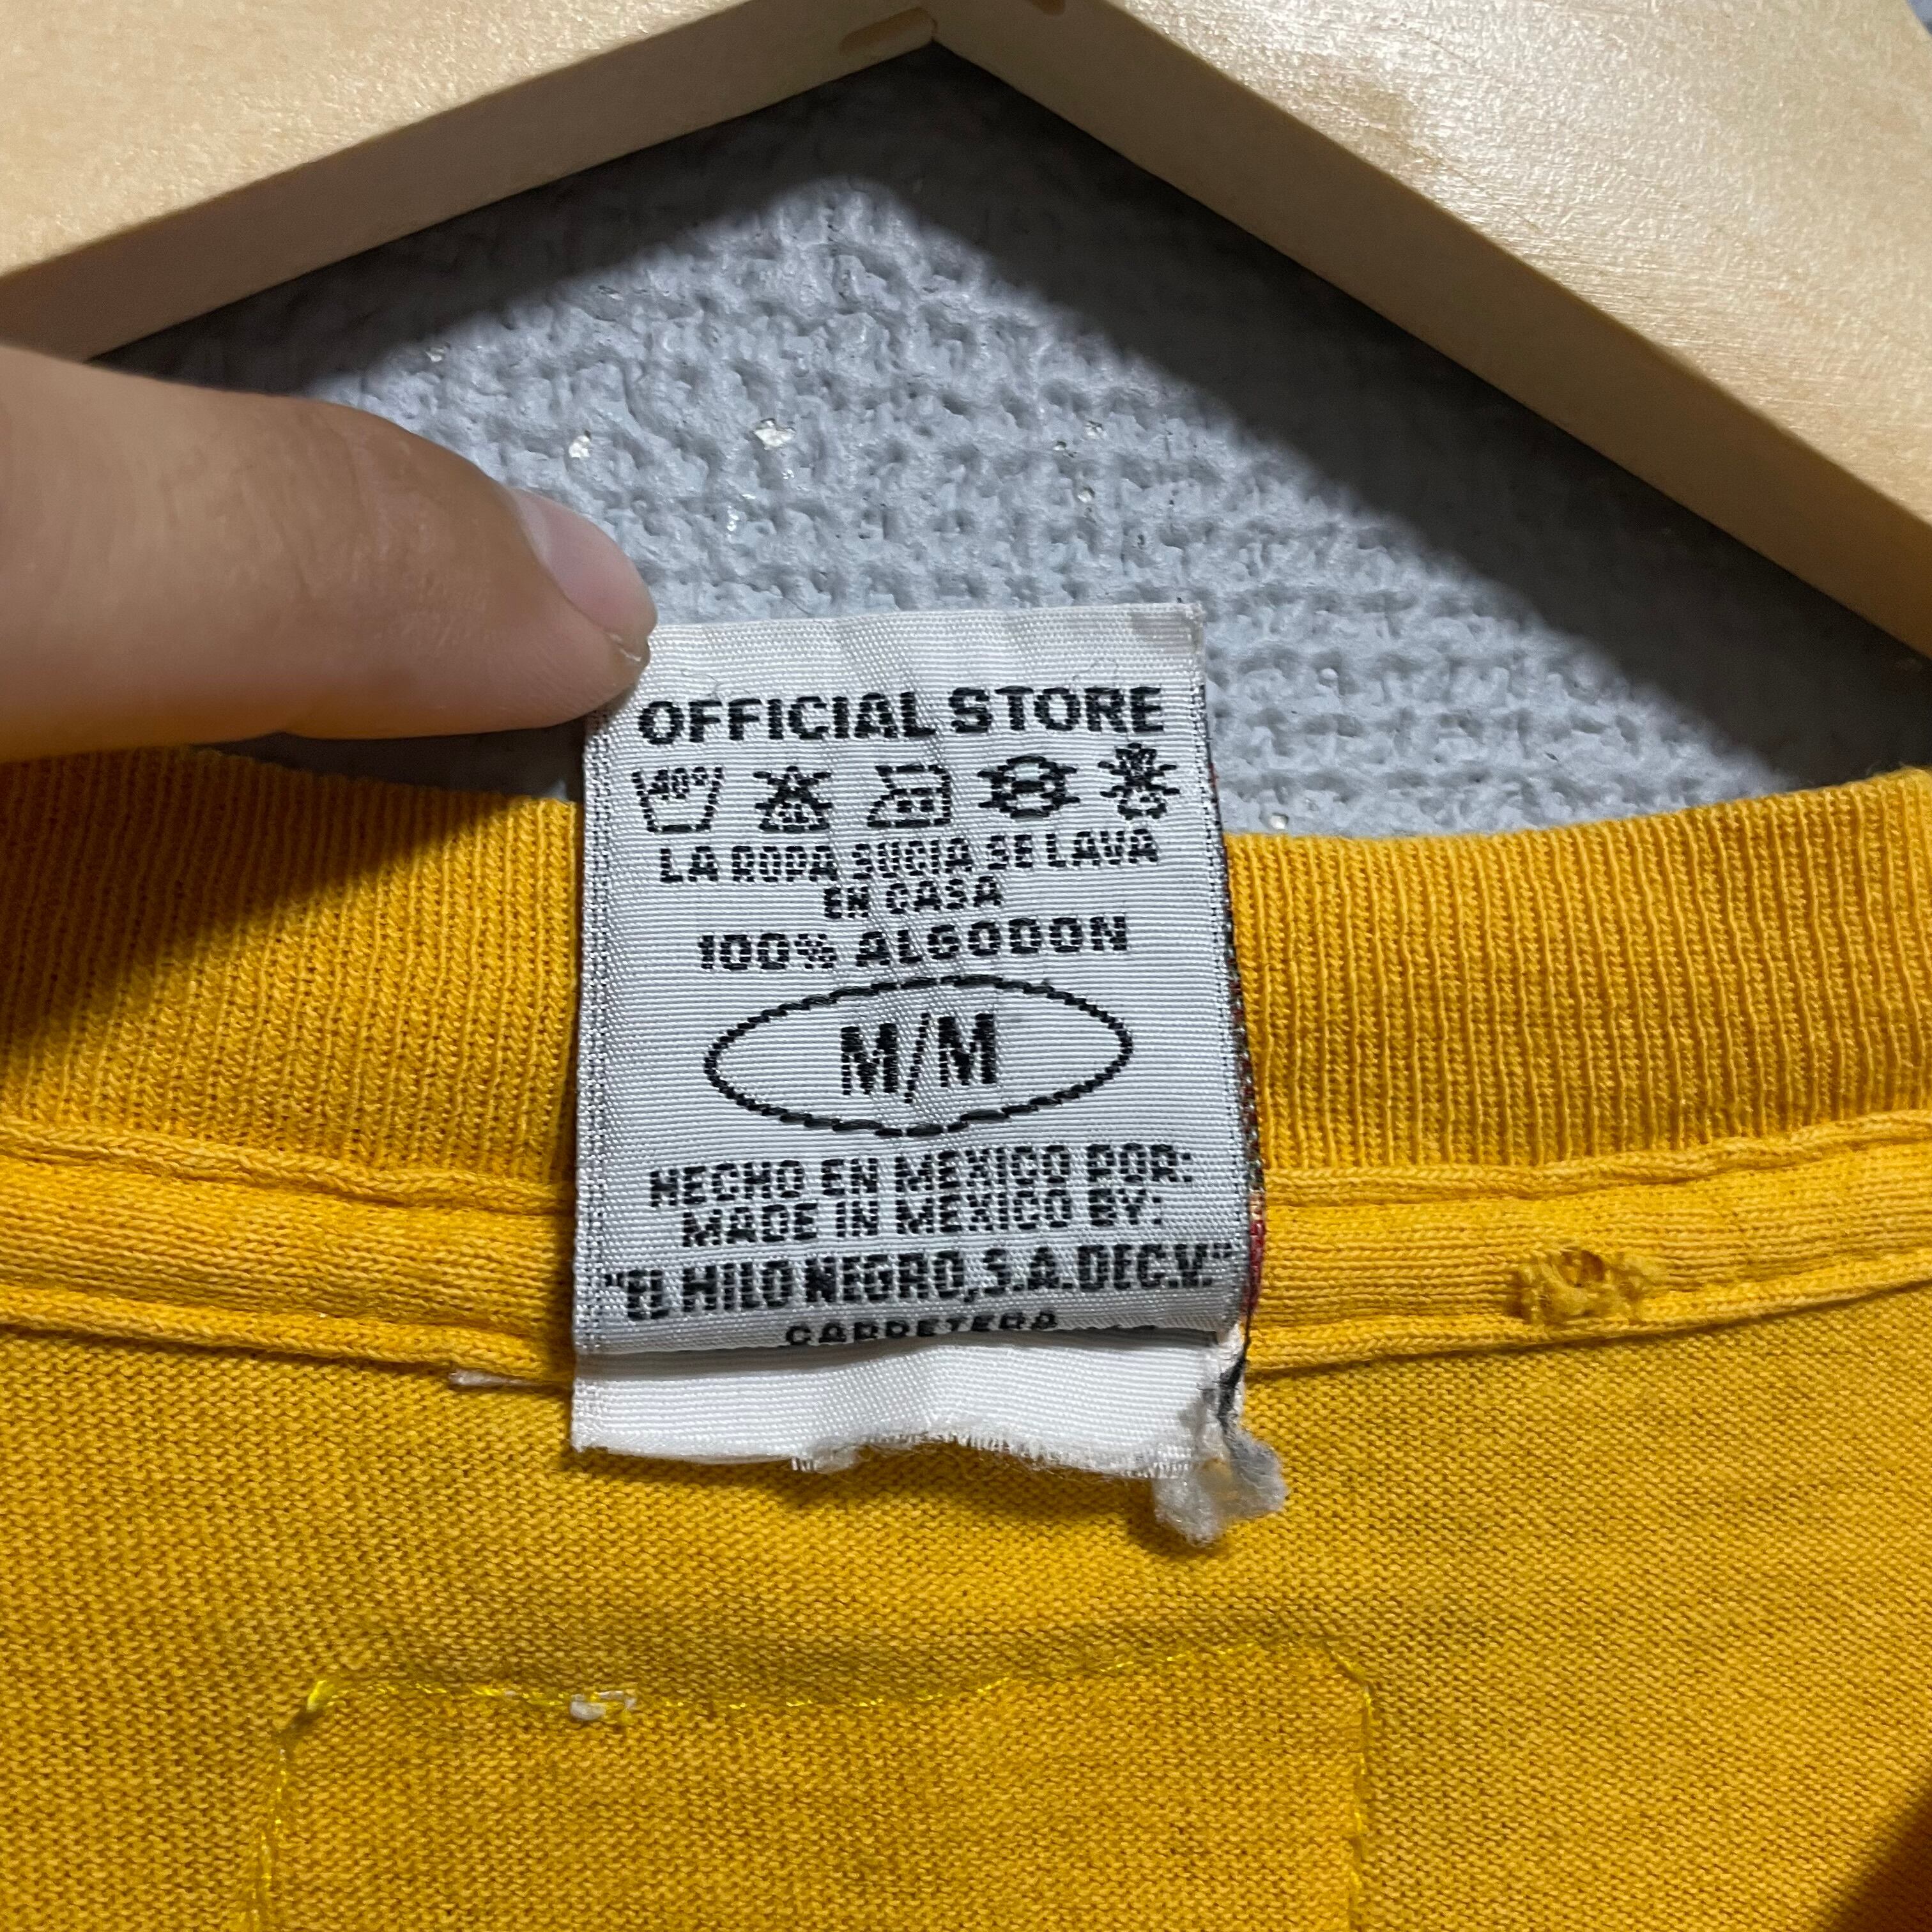 OFFICIAL STORE
40°
LA ROPA SUCIA SE LAVA
EN CASA
100% ALGODON
M/M
HECHO EN MEXICO POR:
MADE IN MEXICO BY:
"EL HILO NEGRO, S.A. DE C.V."
CARRETERA